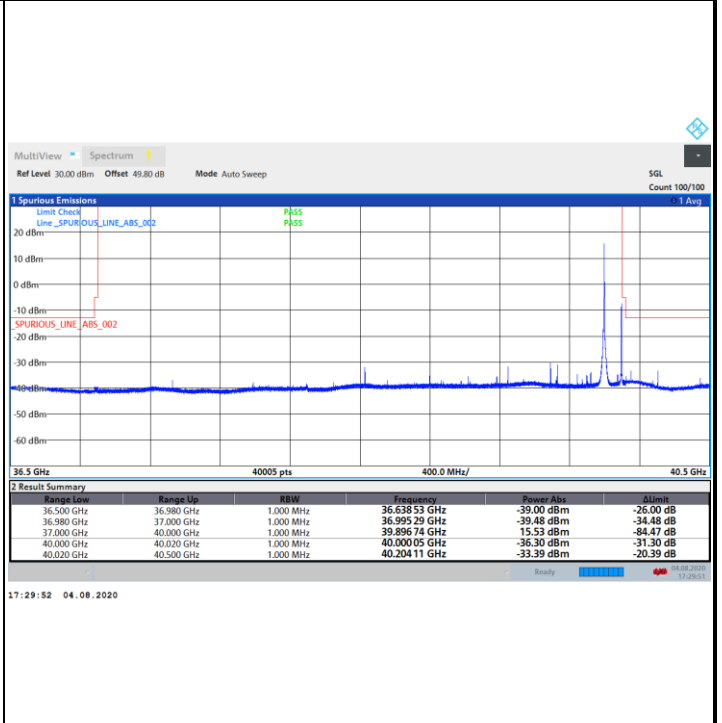 MultiView Spectrum !
Ref Level 30.00 dBm Offset 49.80 dB Mode Auto Sweep SGL
Count 100/100
1 Spurious Emissions 1 Avg
Limit Check PASS
Line _SPURIOUS_LINE_ABS_002 PASS
20 dBm
10 dBm
0 dBm
-10 dBm
_SPURIOUS_LINE_ABS_002
-20 dBm
-30 dBm
-40 dBm
-50 dBm
-60 dBm
36.5 GHz 40005 pts 400.0 MHz/ 40.5 GHz
2 Result Summary
Range Low Range Up RBW Frequency Power Abs ΔLimit
36.500 GHz 36.980 GHz 1.000 MHz 36.638 53 GHz -39.00 dBm -26.00 dB
36.980 GHz 37.000 GHz 1.000 MHz 36.995 29 GHz -39.48 dBm -34.48 dB
37.000 GHz 40.000 GHz 1.000 MHz 39.896 74 GHz 15.53 dBm -84.47 dB
40.000 GHz 40.020 GHz 1.000 MHz 40.000 05 GHz -36.30 dBm -31.30 dB
40.020 GHz 40.500 GHz 1.000 MHz 40.204 11 GHz -33.39 dBm -20.39 dB
Ready 04.08.2020
17:29:51
17:29:52 04.08.2020